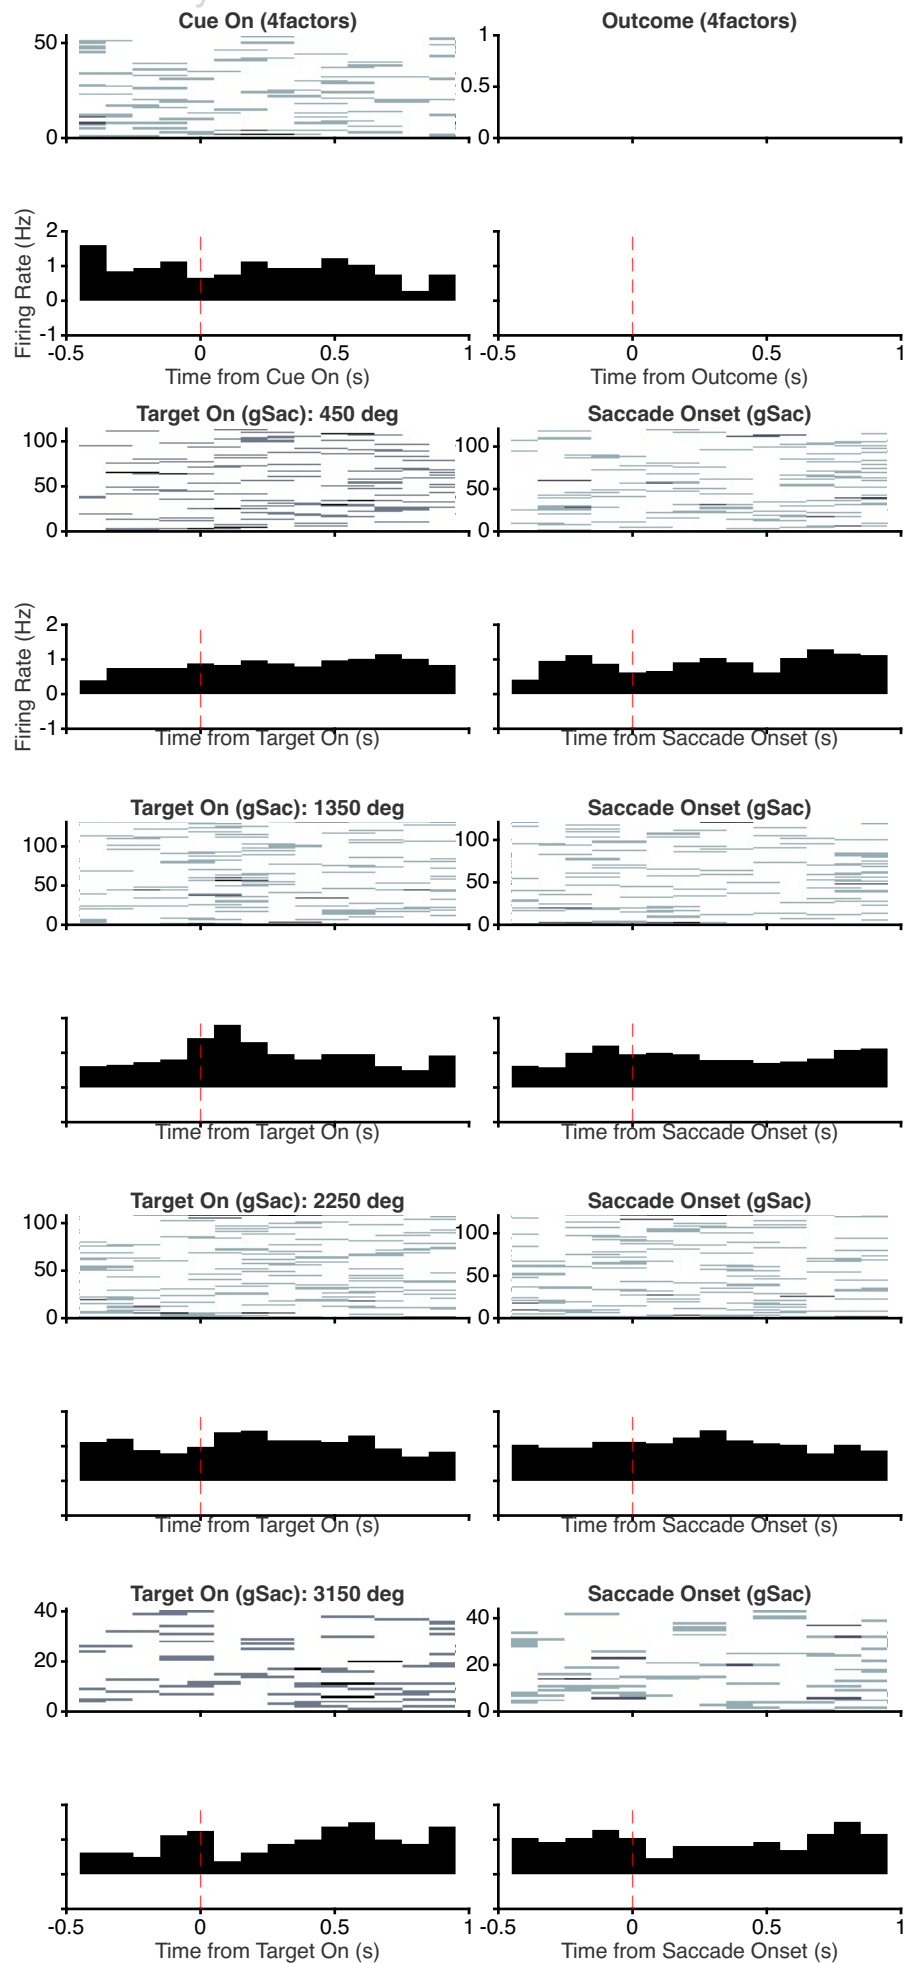 Cue On (4factors) Outcome (4factors)
50
0
1
0.5
0
Firing Rate (Hz)
2
1
0
-1
-0.5 0 0.5 1 -0.5 0 0.5 1
Time from Cue On (s) Time from Outcome (s)
Target On (gSac): 450 deg Saccade Onset (gSac)
100
50
0
100
50
0
Firing Rate (Hz)
2
1
0
-1
Time from Target On (s) Time from Saccade Onset (s)
Target On (gSac): 1350 deg Saccade Onset (gSac)
100
50
0
100
50
0
Time from Target On (s) Time from Saccade Onset (s)
Target On (gSac): 2250 deg Saccade Onset (gSac)
100
50
0
100
50
0
Time from Target On (s) Time from Saccade Onset (s)
Target On (gSac): 3150 deg Saccade Onset (gSac)
40
20
0
40
20
0
-0.5 0 0.5 1 -0.5 0 0.5 1
Time from Target On (s) Time from Saccade Onset (s)